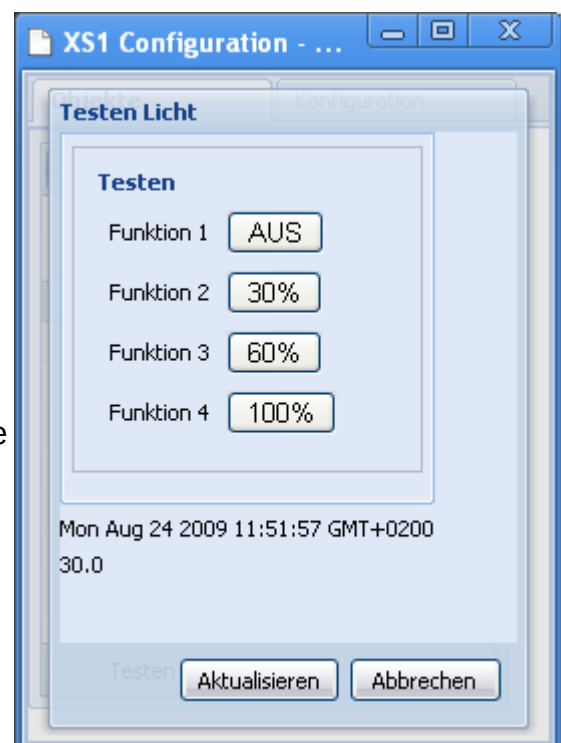 XS1 Configuration - ...
Objekte Konfiguration
Testen Licht
Testen
Funktion 1 AUS
Funktion 2 30%
Funktion 3 60%
Funktion 4 100%
e
Mon Aug 24 2009 11:51:57 GMT+0200
30.0
Testen
Aktualisieren Abbrechen